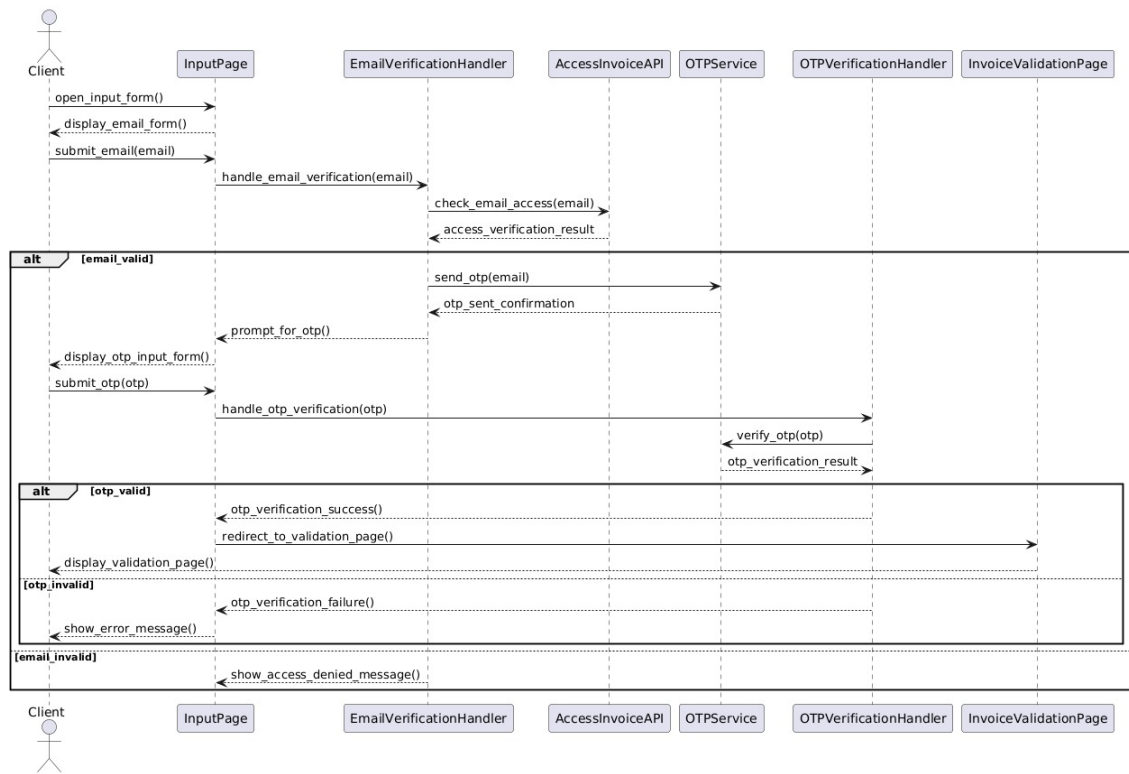 Client
InputPage
EmailVerificationHandler
AccessInvoiceAPI
OTPService
OTPVerificationHandler
InvoiceValidationPage
open_input_form()
display_email_form()
submit_email(email)
handle_email_verification(email)
check_email_access(email)
access_verification_result
alt [email_valid]
send_otp(email)
otp_sent_confirmation
prompt_for_otp()
display_otp_input_form()
submit_otp(otp)
handle_otp_verification(otp)
verify_otp(otp)
otp_verification_result
alt [otp_valid]
otp_verification_success()
redirect_to_validation_page()
display_validation_page()
[otp_invalid]
otp_verification_failure()
show_error_message()
[email_invalid]
show_access_denied_message()
Client
InputPage
EmailVerificationHandler
AccessInvoiceAPI
OTPService
OTPVerificationHandler
InvoiceValidationPage